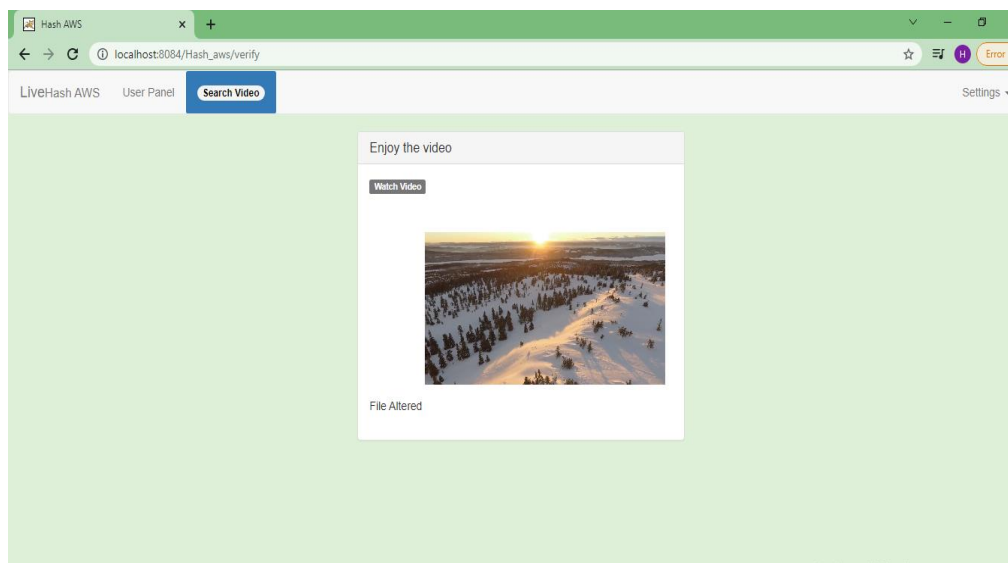 Hash AWS
localhost:8084/Hash_aws/verify
H Error
LiveHash AWS User Panel Search Video Settings
Enjoy the video
Watch Video
File Altered